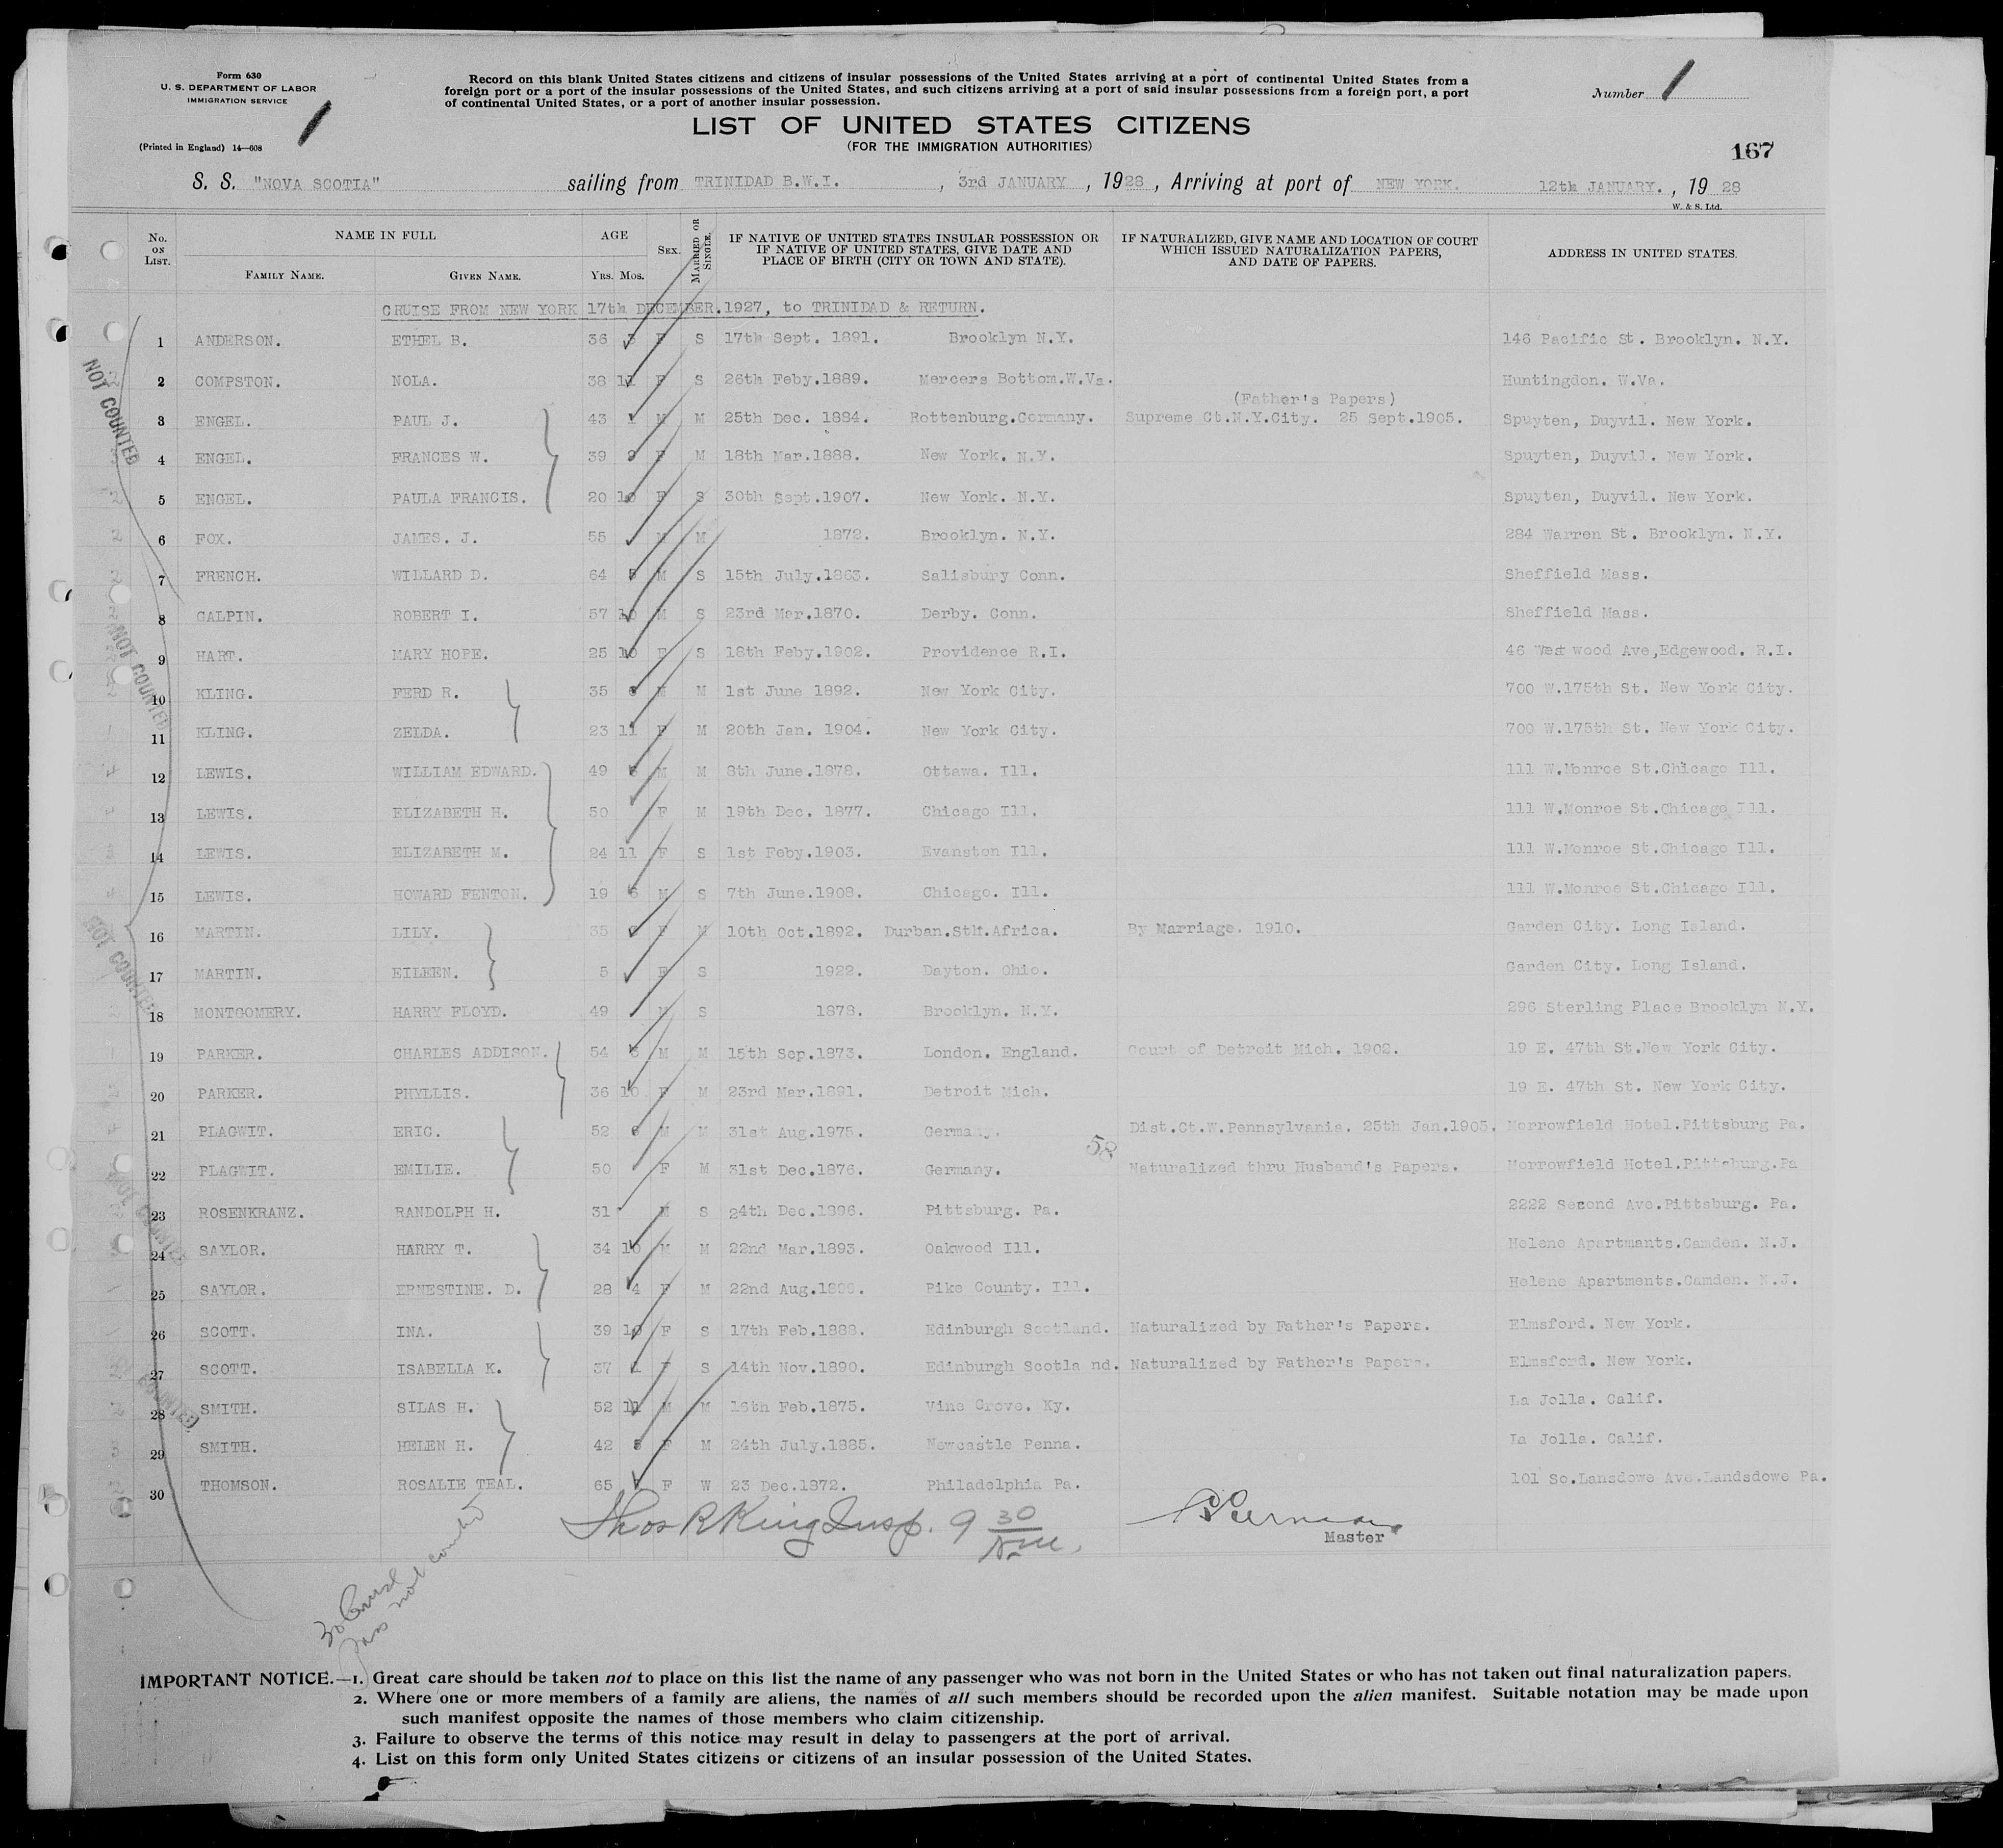 Form 630
U. S. DEPARTMENT OF LABOR
IMMIGRATION SERVICE
(Printed in England) 14—608
1
Record on this blank United States citizens and citizens of insular possessions of the United States arriving at a port of continental United States from a
foreign port or a port of the insular possessions of the United States, and such citizens arriving at a port of said insular possessions from a foreign port, a port
of continental United States, or a port of another insular possession.
Number 1
LIST OF UNITED STATES CITIZENS
(FOR THE IMMIGRATION AUTHORITIES)
167
S. S. "NOVA SCOTIA" sailing from TRINIDAD B.W.I. , 3rd JANUARY , 1928 , Arriving at port of NEW YORK. 12th JANUARY. , 1928
W. & S. Ltd.
No. ON LIST. NAME IN FULL FAMILY NAME. GIVEN NAME. AGE YRS. MOS. SEX. MARRIED OR SINGLE. IF NATIVE OF UNITED STATES INSULAR POSSESSION OR IF NATIVE OF UNITED STATES, GIVE DATE AND PLACE OF BIRTH (CITY OR TOWN AND STATE). IF NATURALIZED, GIVE NAME AND LOCATION OF COURT WHICH ISSUED NATURALIZATION PAPERS, AND DATE OF PAPERS. ADDRESS IN UNITED STATES.
CRUISE FROM NEW YORK 17th DECEMBER.1927, to TRINIDAD & RETURN.
1 ANDERSON. ETHEL B. 36 F S 17th Sept. 1891. Brooklyn N.Y. 146 Pacific St. Brooklyn. N.Y.
2 COMPSTON. NOLA. 38 11 F S 26th Feby.1889. Mercers Bottom.W.Va. Huntingdon. W.Va.
(Father's Papers)
3 ENGEL. PAUL J. 43 1 M M 25th Dec. 1884. Rottenburg.Germany. Supreme Ct.N.Y.City. 25 Sept.1905. Spuyten, Duyvil. New York.
4 ENGEL. FRANCES W. 39 9 F M 18th Mar.1888. New York. N.Y. Spuyten, Duyvil. New York.
5 ENGEL. PAULA FRANCIS. 20 10 F S 30th Sept.1907. New York. N.Y. Spuyten, Duyvil. New York.
6 FOX. JAMES. J. 55 M M 1872. Brooklyn. N.Y. 284 Warren St. Brooklyn. N.Y.
7 FRENCH. WILLARD D. 64 5 M S 15th July.1863. Salisbury Conn. Sheffield Mass.
8 GALPIN. ROBERT I. 57 10 M S 23rd Mar.1870. Derby. Conn. Sheffield Mass.
9 HART. MARY HOPE. 25 10 F S 18th Feby.1902. Providence R.I. 46 West wood Ave,Edgewood. R.I.
10 KLING. FERD R. 35 6 M M 1st June 1892. New York City. 700 W.175th St. New York City.
11 KLING. ZELDA. 23 11 F M 20th Jan. 1904. New York City. 700 W.175th St. New York City.
12 LEWIS. WILLIAM EDWARD. 49 6 M M 8th June.1878. Ottawa. Ill. 111 W.Monroe St.Chicago Ill.
13 LEWIS. ELIZABETH H. 50 F M 19th Dec. 1877. Chicago Ill. 111 W.Monroe St.Chicago Ill.
14 LEWIS. ELIZABETH M. 24 11 F S 1st Feby.1903. Evanston Ill. 111 W.Monroe St.Chicago Ill.
15 LEWIS. HOWARD FENTON. 19 6 M S 7th June.1908. Chicago. Ill. 111 W.Monroe St.Chicago Ill.
16 MARTIN. LILY. 35 F M 10th Oct.1892. Durban.Sth.Africa. By Marriage. 1910. Garden City. Long Island.
17 MARTIN. EILEEN. 5 F S 1922. Dayton. Ohio. Garden City. Long Island.
18 MONTGOMERY. HARRY FLOYD. 49 M S 1878. Brooklyn. N.Y. 296 Sterling Place Brooklyn N.Y.
19 PARKER. CHARLES ADDISON. 54 M M 15th Sep.1873. London. England. Court of Detroit Mich. 1902. 19 E. 47th St.New York City.
20 PARKER. PHYLLIS. 36 10 F M 23rd Mar.1891. Detroit Mich. 19 E. 47th St. New York City.
21 PLAGWIT. ERIC. 52 6 M M 31st Aug.1975. Germany. Dist.Ct.W.Pennsylvania. 25th Jan.1905. Morrowfield Hotel.Pittsburg Pa.
58
22 PLAGWIT. EMILIE. 50 F M 31st Dec.1876. Germany. Naturalized thru Husband's Papers. Morrowfield Hotel.Pittsburg.Pa
23 ROSENKRANZ. RANDOLPH H. 31 M S 24th Dec.1896. Pittsburg. Pa. 2222 Second Ave.Pittsburg. Pa.
24 SAYLOR. HARRY T. 34 10 M M 22nd Mar.1893. Oakwood Ill. Helene Apartmants.Camden. N.J.
25 SAYLOR. ERNESTINE. D. 28 4 F M 22nd Aug.1899. Pike County. Ill. Helene Apartments.Camden. N.J.
26 SCOTT. INA. 39 10 F S 17th Feb.1888. Edinburgh Scotland. Naturalized by Father's Papers. Elmsford. New York.
27 SCOTT. ISABELLA K. 37 1 F S 14th Nov.1890. Edinburgh Scotla nd. Naturalized by Father's Papers. Elmsford. New York.
28 SMITH. SILAS H. 52 11 M M 16th Feb.1875. Vine Grove. Ky. La Jolla. Calif.
29 SMITH. HELEN H. 42 5 F M 24th July.1885. Newcastle Penna. La Jolla. Calif.
30 THOMSON. ROSALIE TEAL. 65 F W 23 Dec.1872. Philadelphia Pa. 101 So.Lansdowe Ave.Landsdowe Pa.
NOT COUNTED
NOT COUNTED
NOT COUNTED
NOT COUNTED
COUNTED
Thos R King Insp. 9 30 AM.
Master
30 Cruise
Pass not counted
IMPORTANT NOTICE.—1. Great care should be taken not to place on this list the name of any passenger who was not born in the United States or who has not taken out final naturalization papers.
2. Where one or more members of a family are aliens, the names of all such members should be recorded upon the alien manifest. Suitable notation may be made upon
such manifest opposite the names of those members who claim citizenship.
3. Failure to observe the terms of this notice may result in delay to passengers at the port of arrival.
4. List on this form only United States citizens or citizens of an insular possession of the United States.